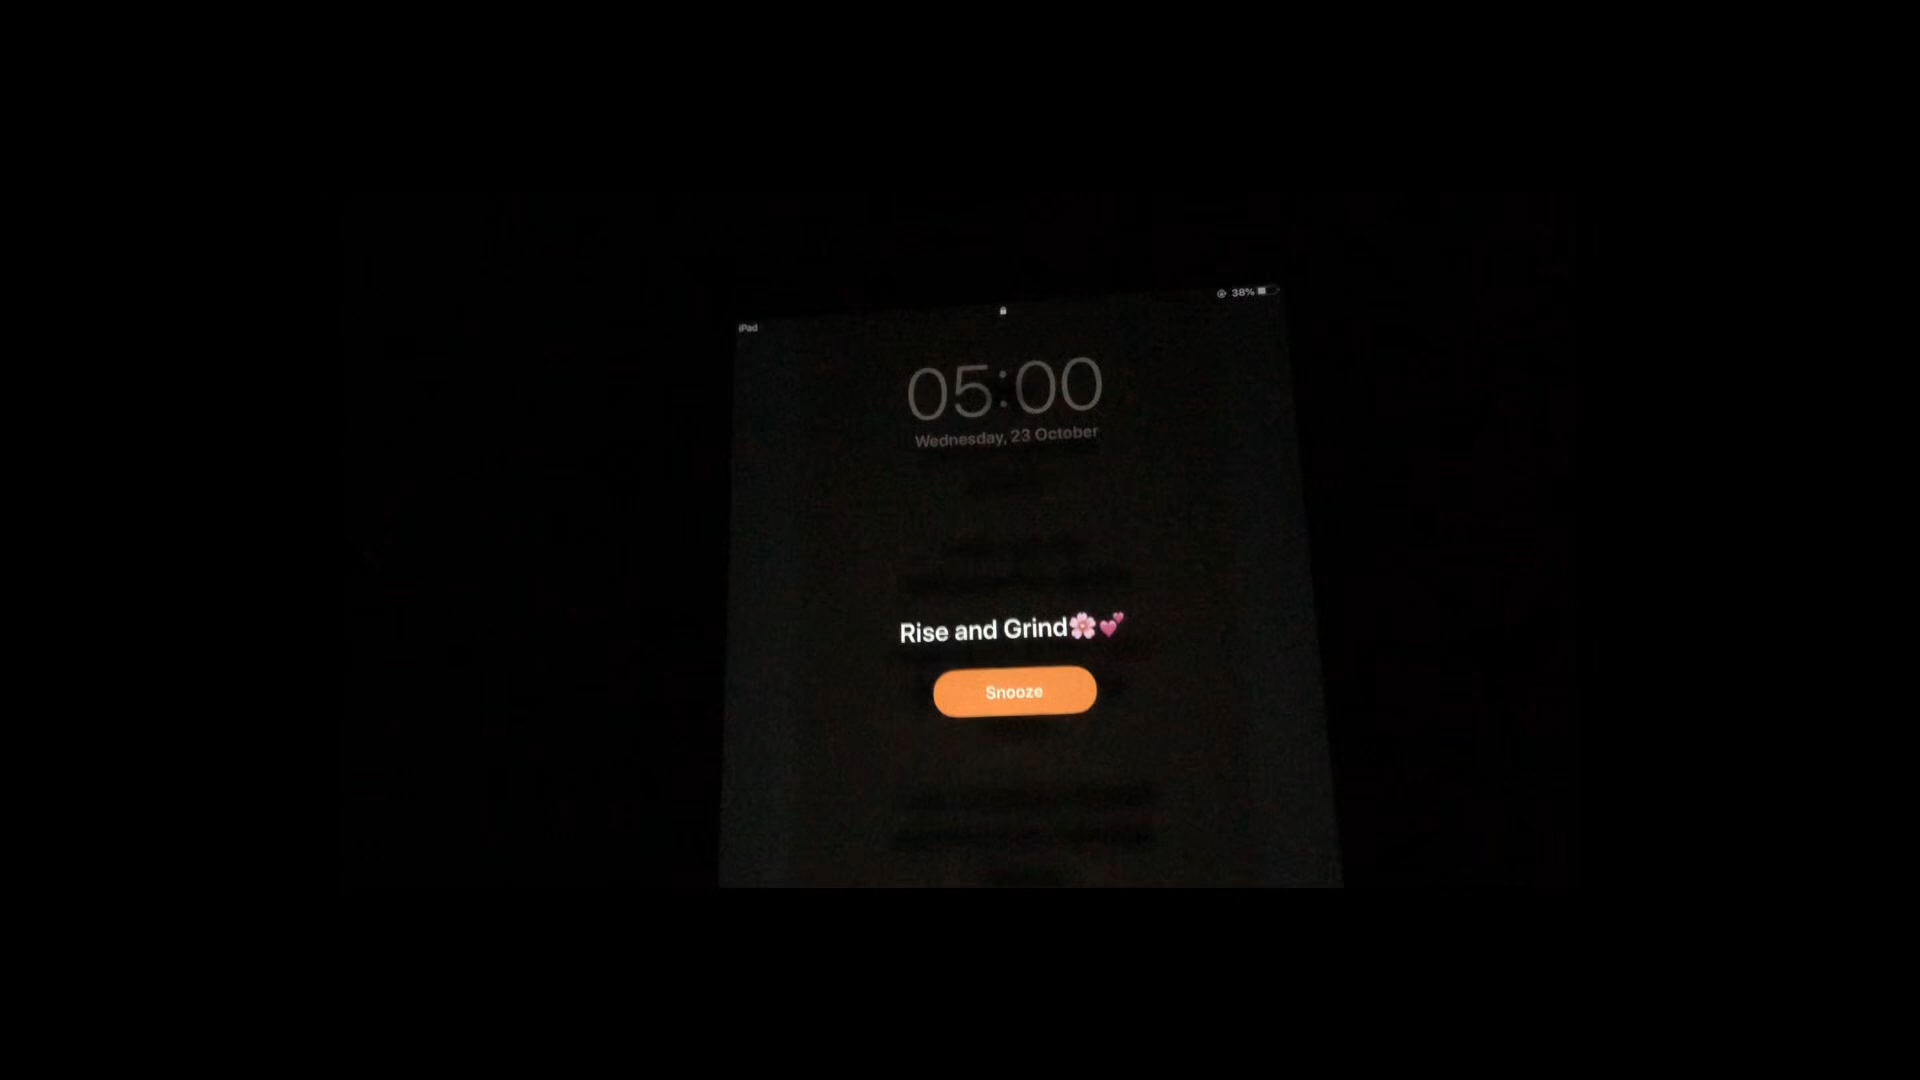 38%
iPad
05:00
Wednesday, 23 October
Rise and Grind🌸💕
Snooze